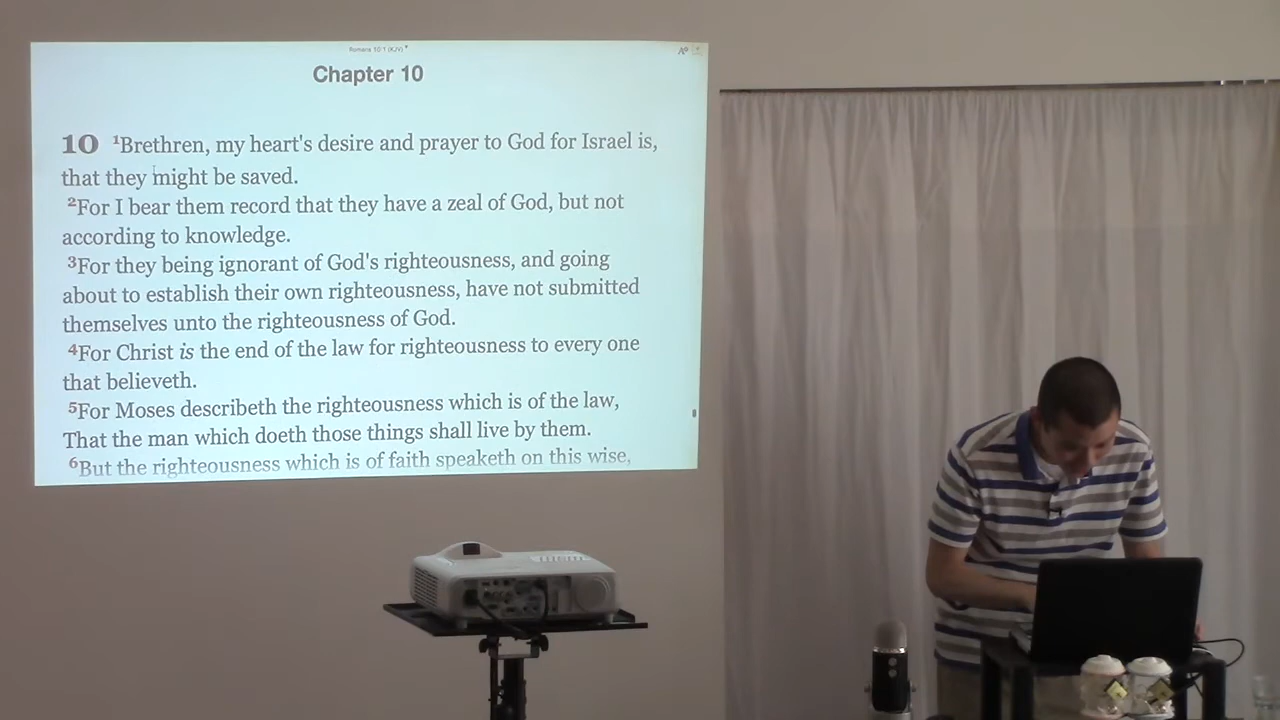 Romans 10:1 (KJV)
Chapter 10
10 1Brethren, my heart's desire and prayer to God for Israel is,
that they might be saved.
2For I bear them record that they have a zeal of God, but not
according to knowledge.
3For they being ignorant of God's righteousness, and going
about to establish their own righteousness, have not submitted
themselves unto the righteousness of God.
4For Christ is the end of the law for righteousness to every one
that believeth.
5For Moses describeth the righteousness which is of the law,
That the man which doeth those things shall live by them.
6But the righteousness which is of faith speaketh on this wise,